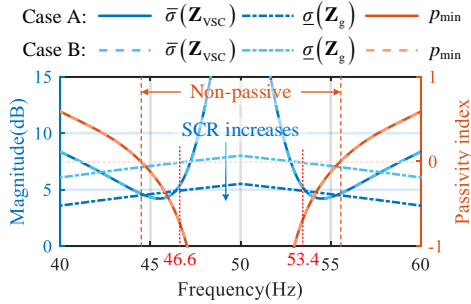 Case A: σ̅(Z_VSC) σ̲(Z_g) p_min
Case B: σ̅(Z_VSC) σ̲(Z_g) p_min
15 1
Non-passive
10
SCR increases
0
5
0 -1
40 45 46.6 50 53.4 55 60
Magnitude(dB)
Passivity index
Frequency(Hz)